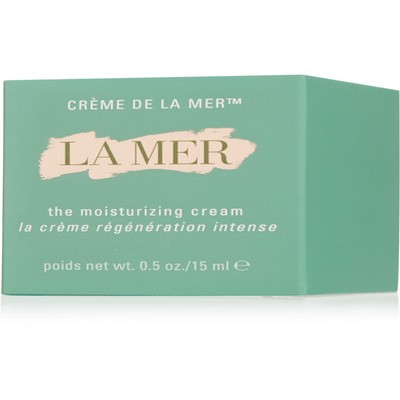 CRÈME DE LA MER™
LA MER
the moisturizing cream
la crème régénération intense
poids net wt. 0.5 oz./15 ml ℮